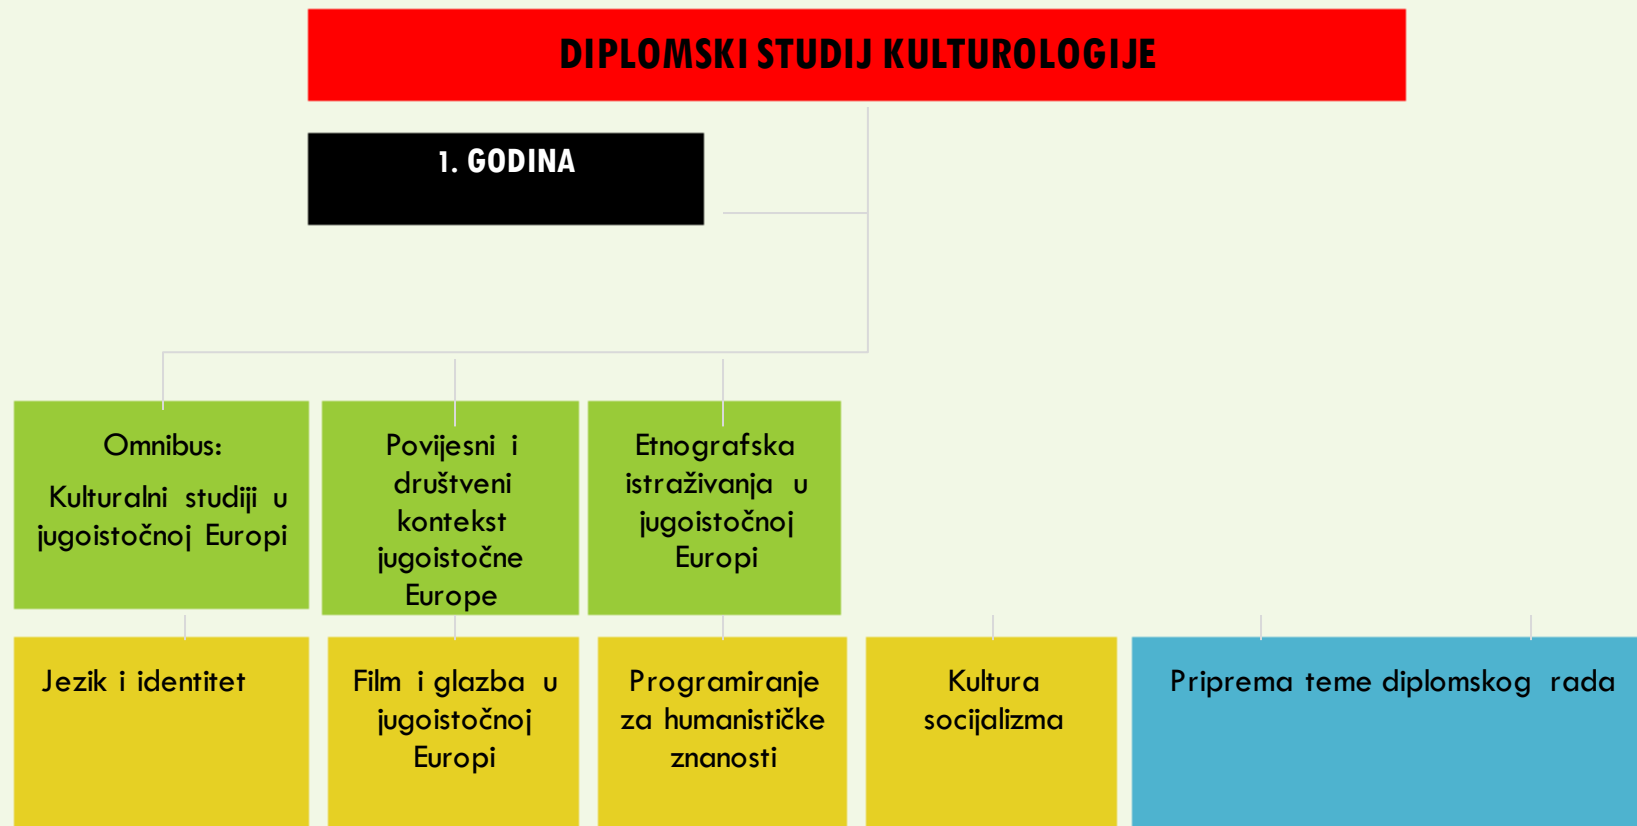 DIPLOMSKI STUDIJ KULTUROLOGIJE
1. GODINA
Omnibus:
Kulturalni studiji u
jugoistočnoj Europi
Povijesni i
društveni
kontekst
jugoistočne
Europe
Etnografska
istraživanja u
jugoistočnoj
Europi
Jezik i identitet
Film i glazba u
jugoistočnoj
Europi
Programiranje
za humanističke
znanosti
Kultura
socijalizma
Priprema teme diplomskog rada